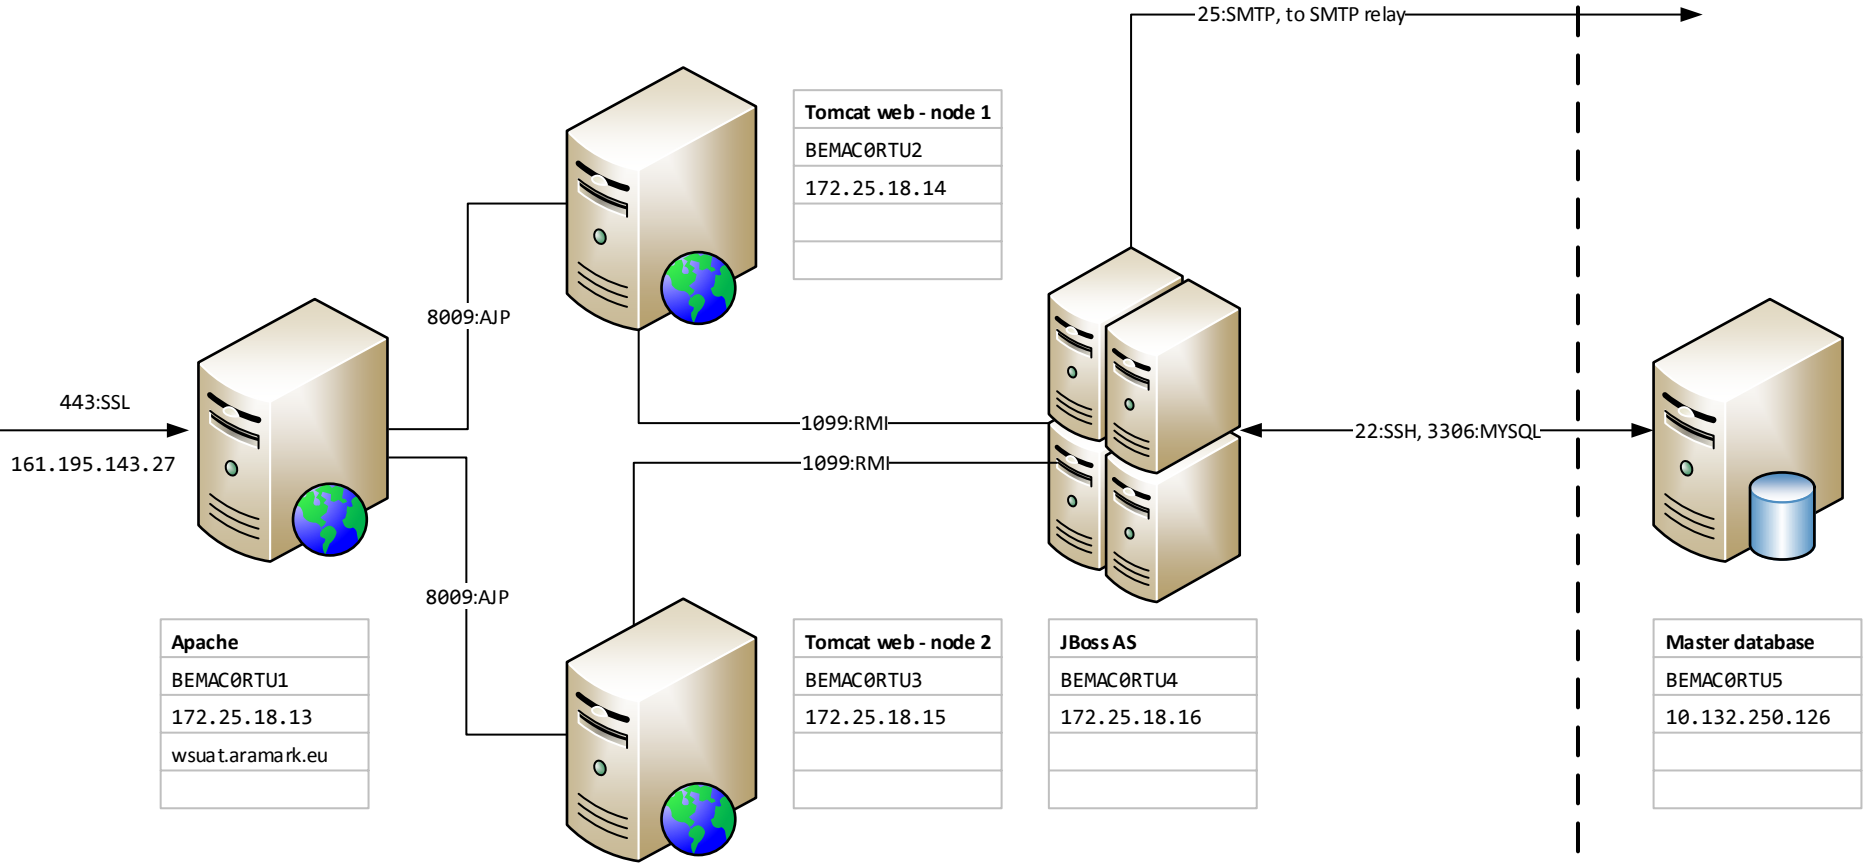 25:SMTP, to SMTP relay
Tomcat web - node 1
BEMAC0RTU2
172.25.18.14
8009:AJP
443:SSL
161.195.143.27
1099:RMI
1099:RMI
22:SSH, 3306:MYSQL
8009:AJP
Apache
BEMAC0RTU1
172.25.18.13
wsuat.aramark.eu
Tomcat web - node 2
BEMAC0RTU3
172.25.18.15
JBoss AS
BEMAC0RTU4
172.25.18.16
Master database
BEMAC0RTU5
10.132.250.126